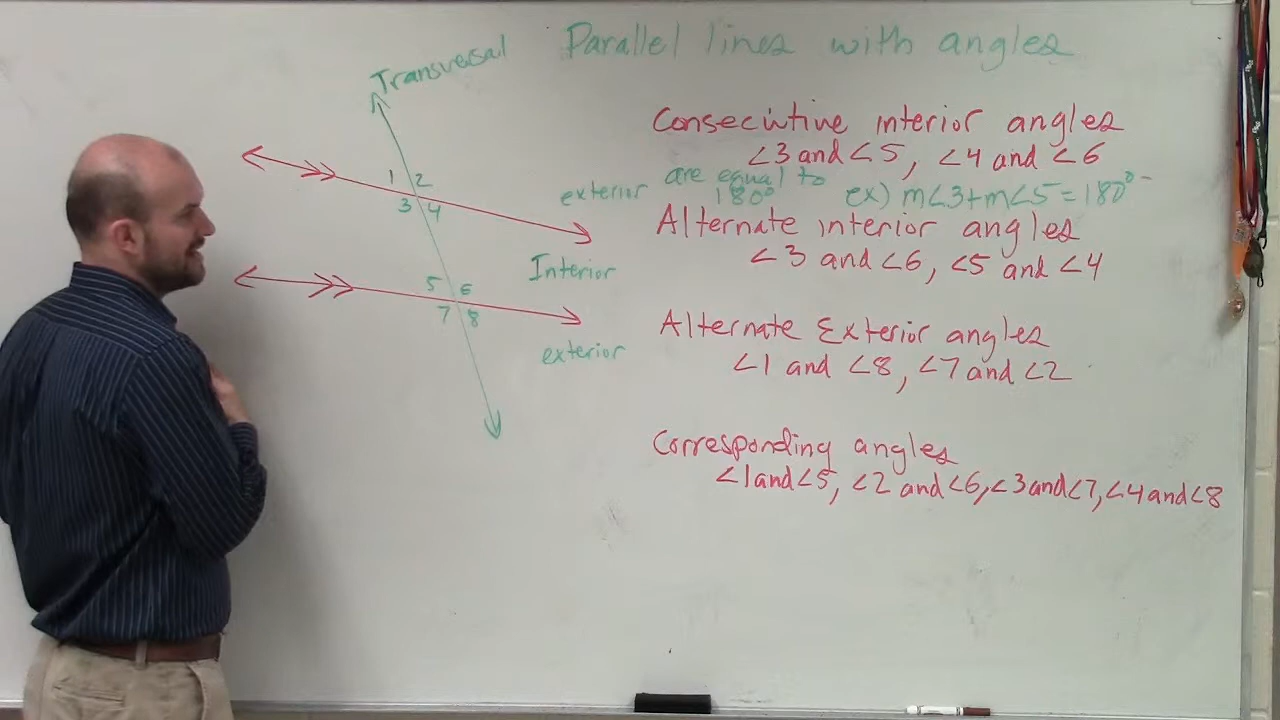 Parallel lines with angles
Transversal
1 2
3 4
5 6
7 8
exterior
Interior
exterior
Consecutive interior angles
∠3 and ∠5, ∠4 and ∠6
are equal to
180° ex) m∠3+m∠5=180°
Alternate interior angles
∠3 and ∠6, ∠5 and ∠4
Alternate Exterior angles
∠1 and ∠8, ∠7 and ∠2
Corresponding angles
∠1 and ∠5, ∠2 and ∠6, ∠3 and ∠7, ∠4 and ∠8